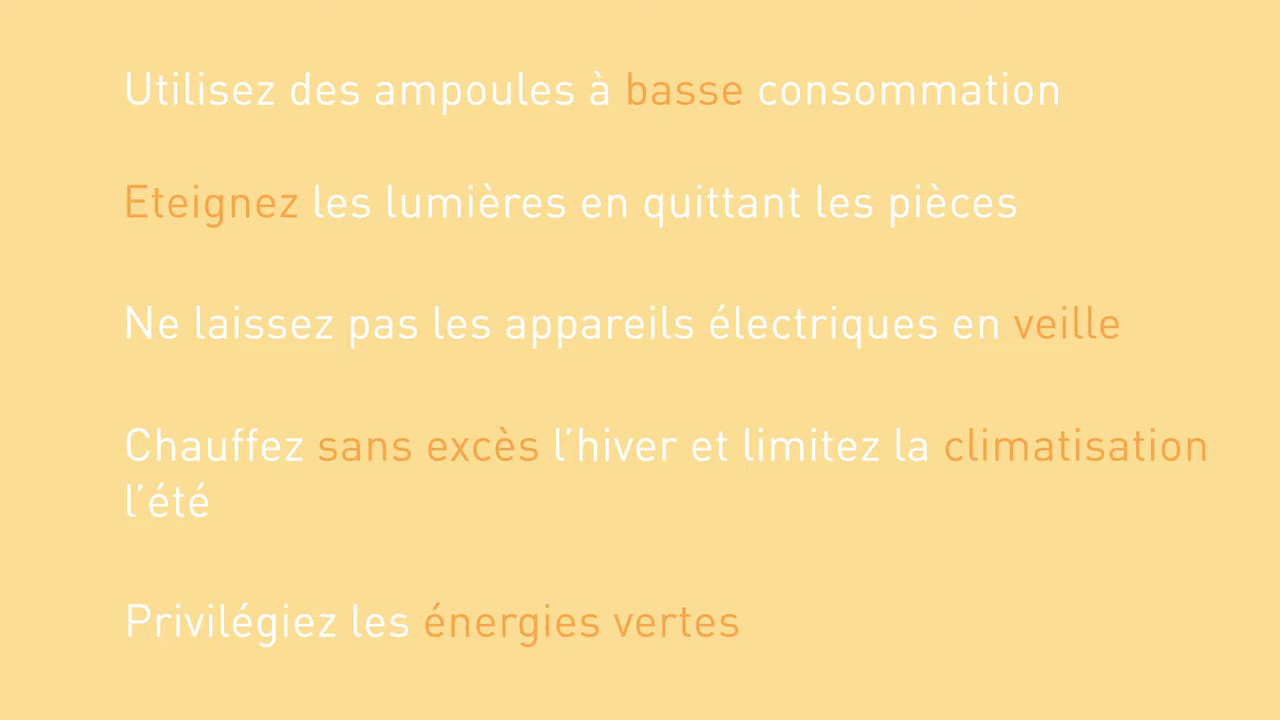 Utilisez des ampoules à basse consommation
Eteignez les lumières en quittant les pièces
Ne laissez pas les appareils électriques en veille
Chauffez sans excès l’hiver et limitez la climatisation
l’été
Privilégiez les énergies vertes